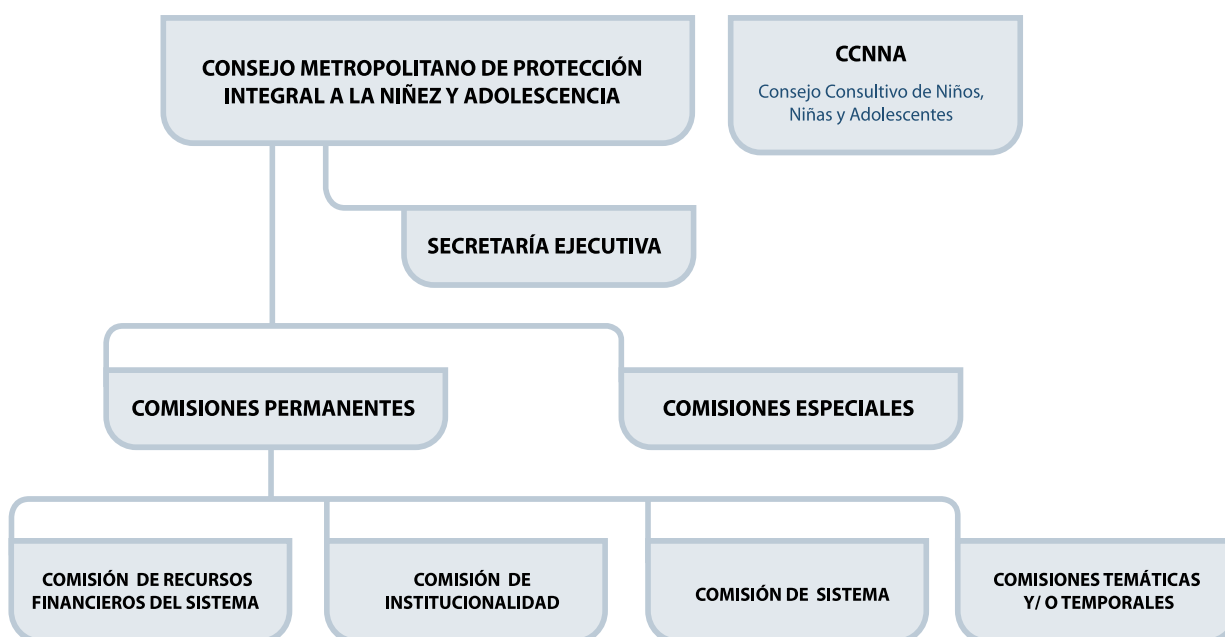 CONSEJO METROPOLITANO DE PROTECCIÓN
INTEGRAL A LA NIÑEZ Y ADOLESCENCIA
CCNNA
Consejo Consultivo de Niños,
Niñas y Adolescentes
SECRETARÍA EJECUTIVA
COMISIONES PERMANENTES
COMISIONES ESPECIALES
COMISIÓN DE RECURSOS
FINANCIEROS DEL SISTEMA
COMISIÓN DE
INSTITUCIONALIDAD
COMISIÓN DE SISTEMA
COMISIONES TEMÁTICAS
Y/ O TEMPORALES